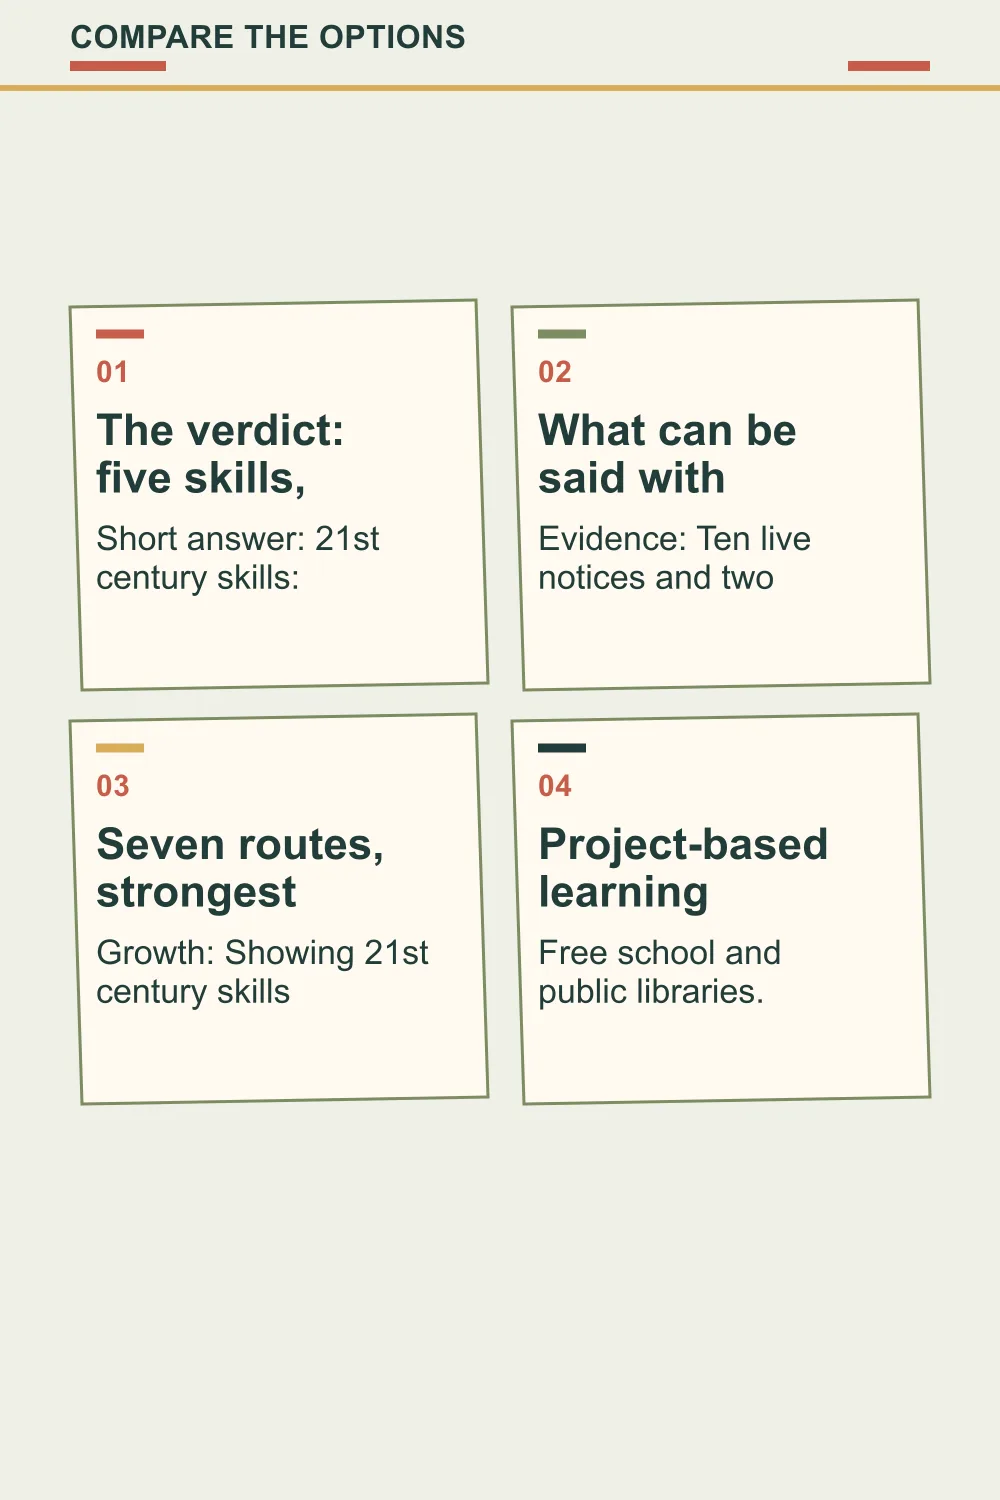 COMPARE THE OPTIONS
01
The verdict:
five skills,
Short answer: 21st
century skills:
02
What can be
said with
Evidence: Ten live
notices and two
03
Seven routes,
strongest
Growth: Showing 21st
century skills
04
Project-based
learning
Free school and
public libraries.